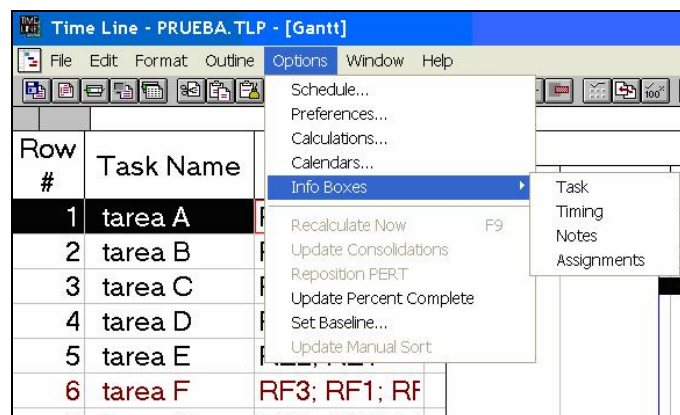 Time Line - PRUEBA.TLP - [Gantt]
File Edit Format Outline Options Window Help
Schedule...
Preferences...
Calculations...
Calendars...
Info Boxes
Recalculate Now F9
Update Consolidations
Reposition PERT
Update Percent Complete
Set Baseline...
Update Manual Sort
Task
Timing
Notes
Assignments
100%
Row # Task Name
1 tarea A
2 tarea B
3 tarea C
4 tarea D
5 tarea E
6 tarea F RF3; RF1; RF